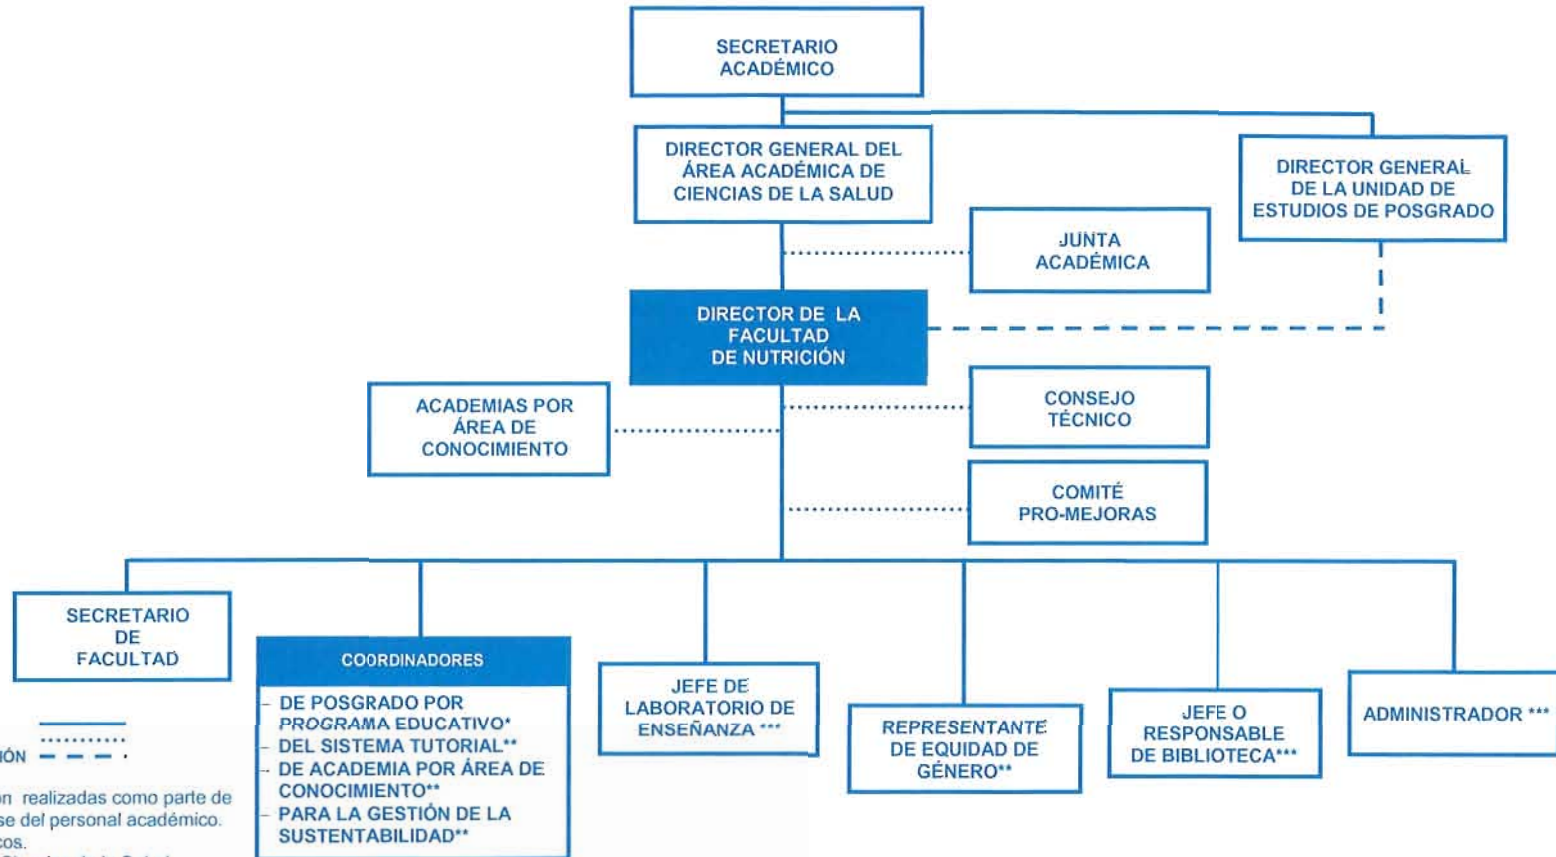 SECRETARIO
ACADÉMICO
DIRECTOR GENERAL DEL
ÁREA ACADÉMICA DE
CIENCIAS DE LA SALUD
DIRECTOR GENERAL
DE LA UNIDAD DE
ESTUDIOS DE POSGRADO
JUNTA
ACADÉMICA
DIRECTOR DE LA
FACULTAD
DE NUTRICIÓN
ACADEMIAS POR
ÁREA DE
CONOCIMIENTO
CONSEJO
TÉCNICO
COMITÉ
PRO-MEJORAS
SECRETARIO
DE
FACULTAD
COORDINADORES
- DE POSGRADO POR
PROGRAMA EDUCATIVO*
- DEL SISTEMA TUTORIAL**
- DE ACADEMIA POR ÁREA DE
CONOCIMIENTO**
- PARA LA GESTIÓN DE LA
SUSTENTABILIDAD**
JEFE DE
LABORATORIO DE
ENSEÑANZA ***
REPRESENTANTE
DE EQUIDAD DE
GÉNERO**
JEFE O
RESPONSABLE
DE BIBLIOTECA***
ADMINISTRADOR ***
realizadas como parte de
del personal académico.